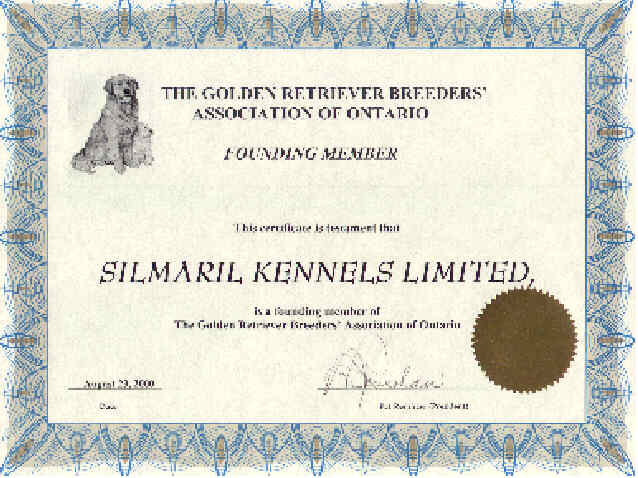 THE GOLDEN RETRIEVER BREEDERS'
ASSOCIATION OF ONTARIO
FOUNDING MEMBER
This certificate is testament that
SILMARIL KENNELS LIMITED,
is a founding member of
The Golden Retriever Breeders' Association of Ontario
August 20, 2000
Date